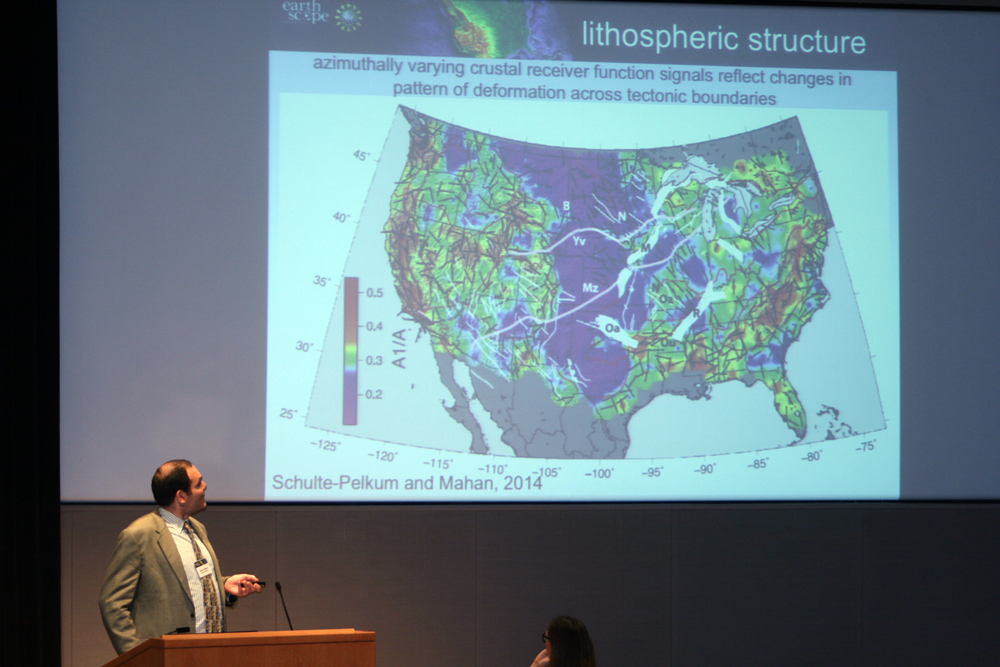 earth
scope
lithospheric structure
azimuthally varying crustal receiver function signals reflect changes in
pattern of deformation across tectonic boundaries
45°
40°
35°
30°
25°
B
N
Yv
Mz
Oz
R
Oa
Ou
0.5
0.4
0.3
0.2
A1/A
−125°
−120°
−115°
−110°
−105°
−100°
−95°
−90°
−85°
−80°
−75°
Schulte-Pelkum and Mahan, 2014